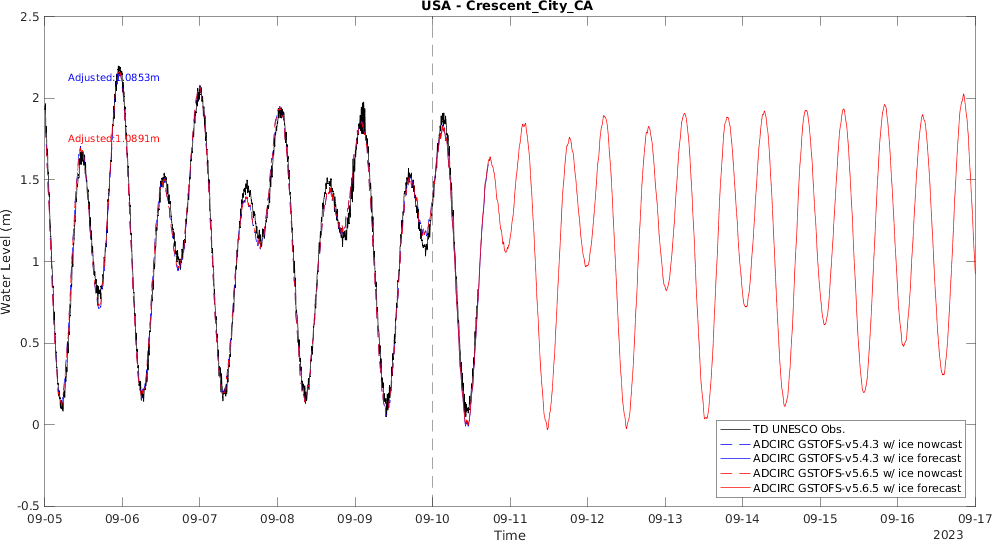 USA - Crescent_City_CA
2.5
2
1.5
1
0.5
0
-0.5
Water Level (m)
Adjusted:1.0853m
Adjusted:1.0891m
TD UNESCO Obs.
ADCIRC GSTOFS-v5.4.3 w/ ice nowcast
ADCIRC GSTOFS-v5.4.3 w/ ice forecast
ADCIRC GSTOFS-v5.6.5 w/ ice nowcast
ADCIRC GSTOFS-v5.6.5 w/ ice forecast
09-05 09-06 09-07 09-08 09-09 09-10 09-11 09-12 09-13 09-14 09-15 09-16 09-17
Time
2023